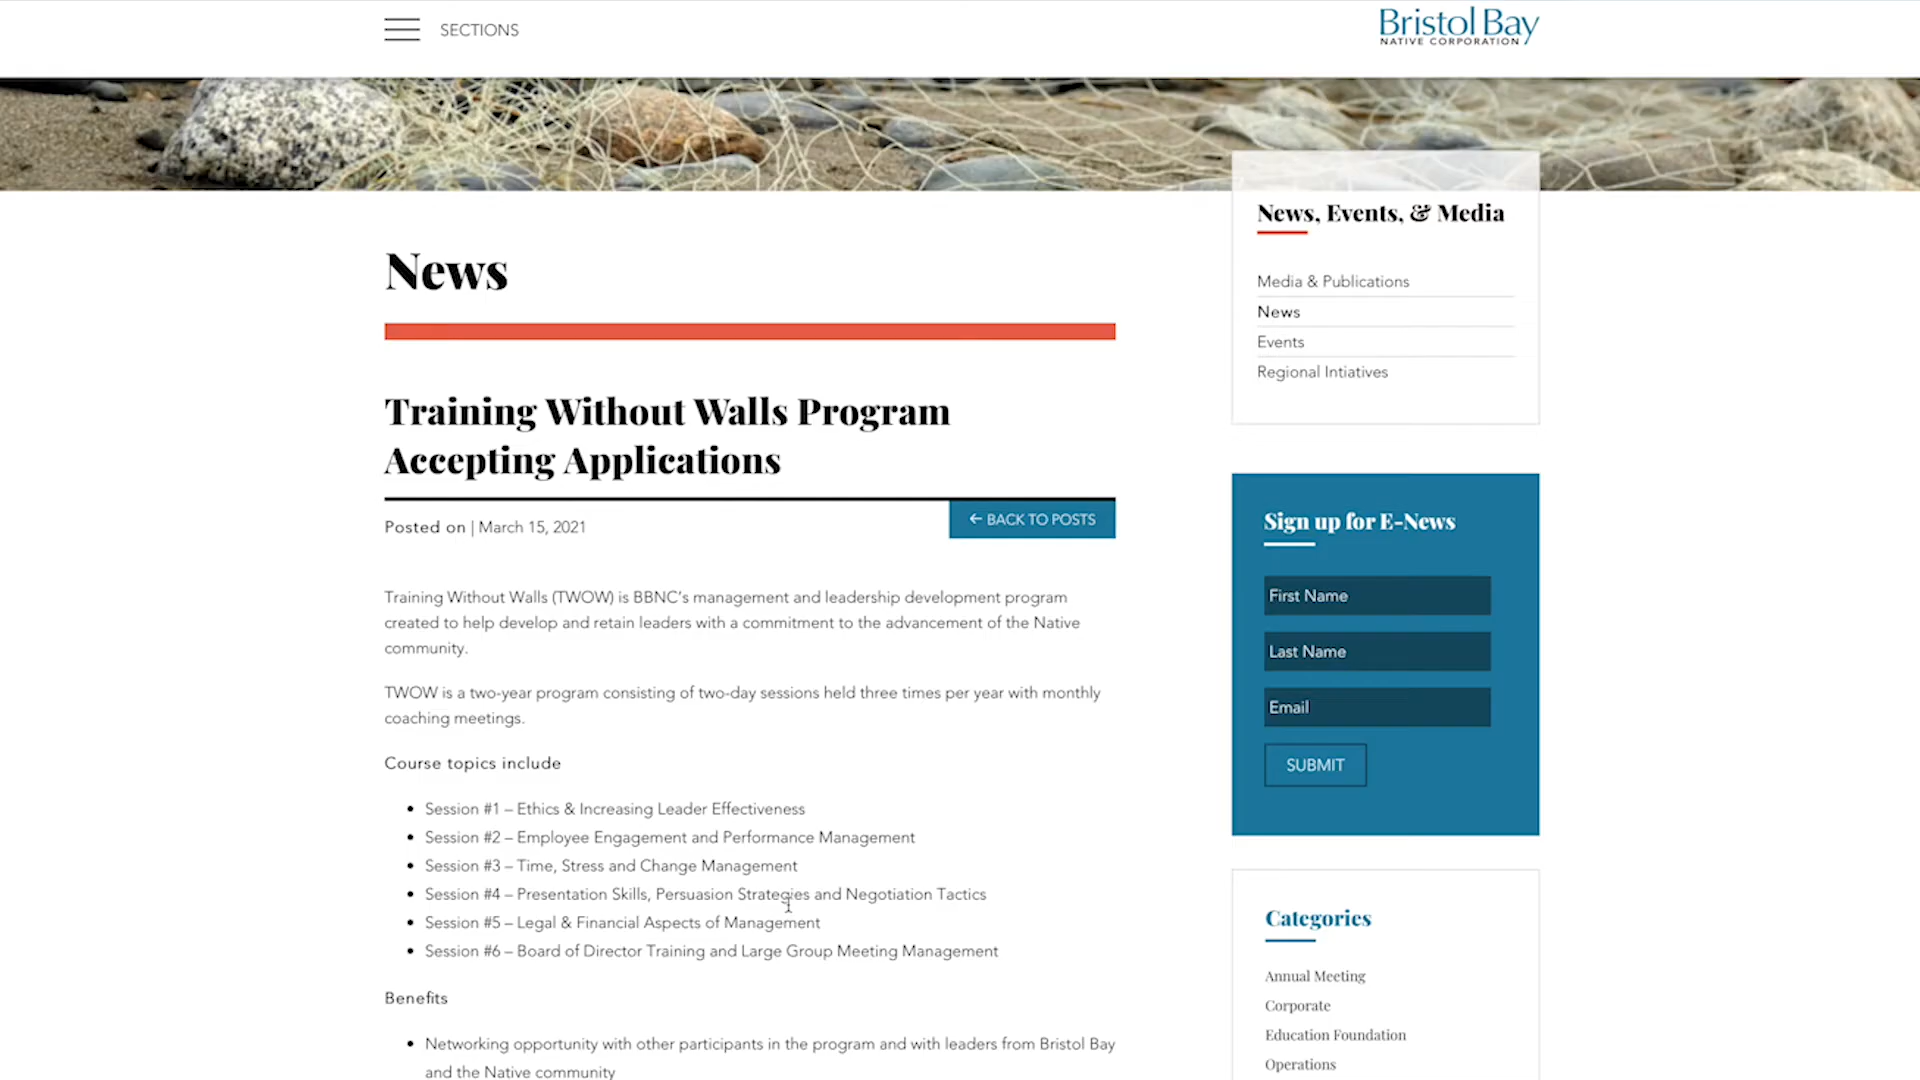 SECTIONS
Bristol Bay
NATIVE CORPORATION
News
Training Without Walls Program
Accepting Applications
Posted on | March 15, 2021
← BACK TO POSTS
Training Without Walls (TWOW) is BBNC's management and leadership development program
created to help develop and retain leaders with a commitment to the advancement of the Native
community.
TWOW is a two-year program consisting of two-day sessions held three times per year with monthly
coaching meetings.
Course topics include
• Session #1 – Ethics & Increasing Leader Effectiveness
• Session #2 – Employee Engagement and Performance Management
• Session #3 – Time, Stress and Change Management
• Session #4 – Presentation Skills, Persuasion Strategies and Negotiation Tactics
• Session #5 – Legal & Financial Aspects of Management
• Session #6 – Board of Director Training and Large Group Meeting Management
Benefits
• Networking opportunity with other participants in the program and with leaders from Bristol Bay
and the Native community
News, Events, & Media
Media & Publications
News
Events
Regional Intiatives
Sign up for E-News
First Name
Last Name
Email
SUBMIT
Categories
Annual Meeting
Corporate
Education Foundation
Operations